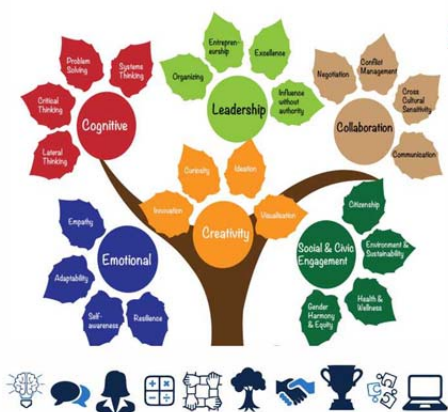 Problem
Solving
Systems
Thinking
Critical
Thinking
Lateral
Thinking
Cognitive
Entrepren-
eurship
Excellence
Organizing
Influence
without
authority
Leadership
Conflict
Management
Negotiation
Cross
Cultural
Sensitivity
Communication
Collaboration
Curiosity
Ideation
Innovation
Visualisation
Creativity
Empathy
Adaptability
Self-
awareness
Resilience
Emotional
Citizenship
Environment &
Sustainability
Health &
Wellness
Gender
Harmony
& Equity
Social & Civic
Engagement